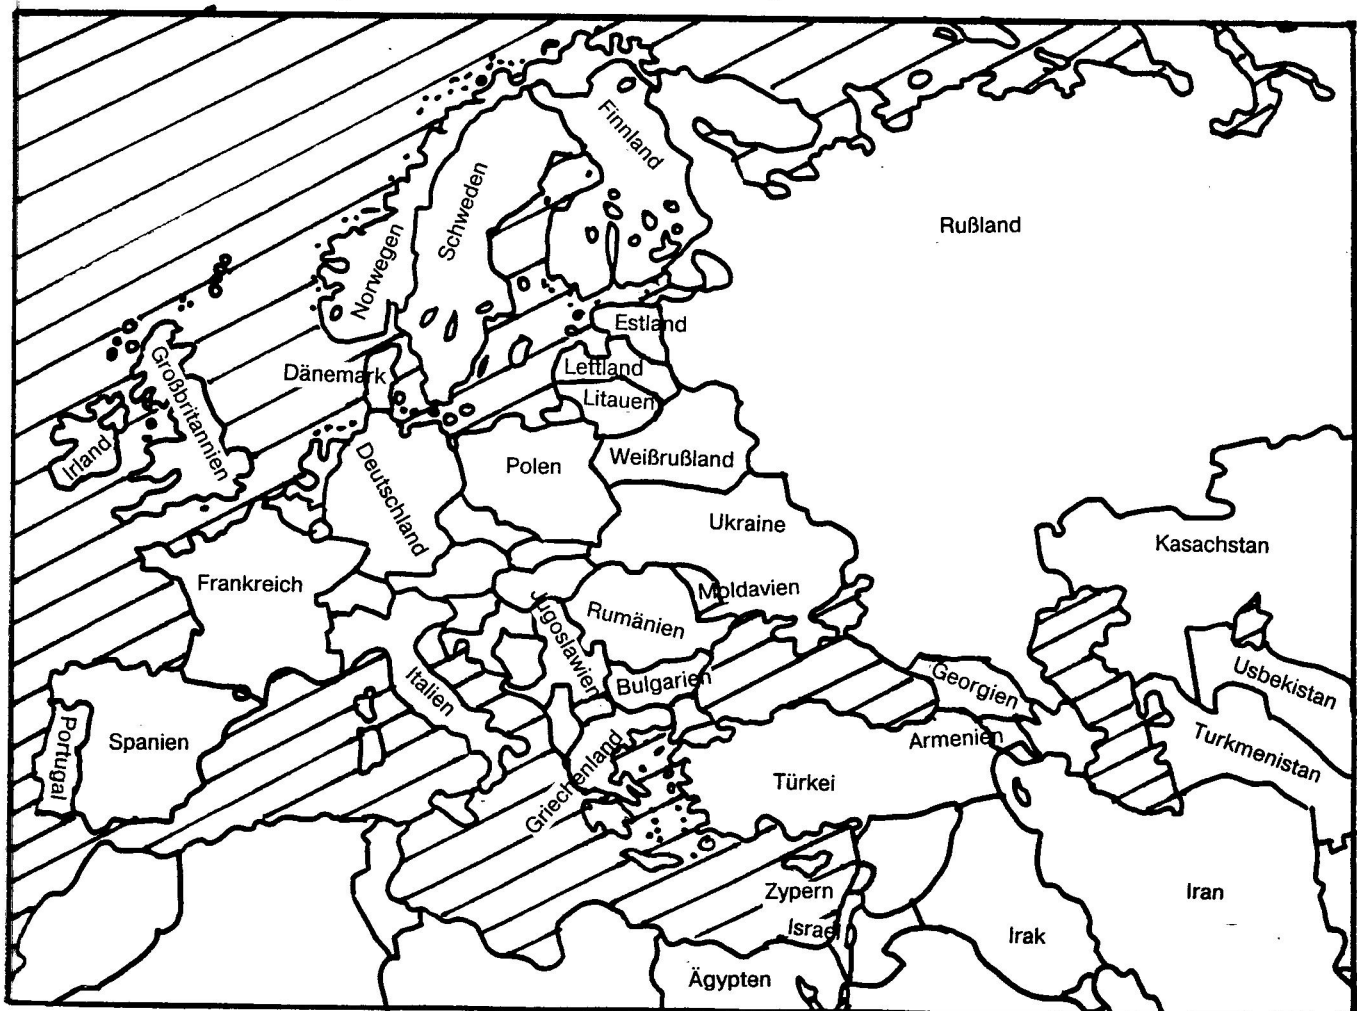 Finnland
Schweden
Rußland
Norwegen
Estland
Großbritannien
Dänemark
Lettland
Litauen
Irland
Deutschland
Polen
Weißrußland
Ukraine
Kasachstan
Frankreich
Moldavien
Jugoslawien
Rumänien
Italien
Bulgarien
Georgien
Usbekistan
Portugal
Spanien
Armenien
Turkmenistan
Griechenland
Türkei
Zypern
Iran
Israel
Irak
Ägypten